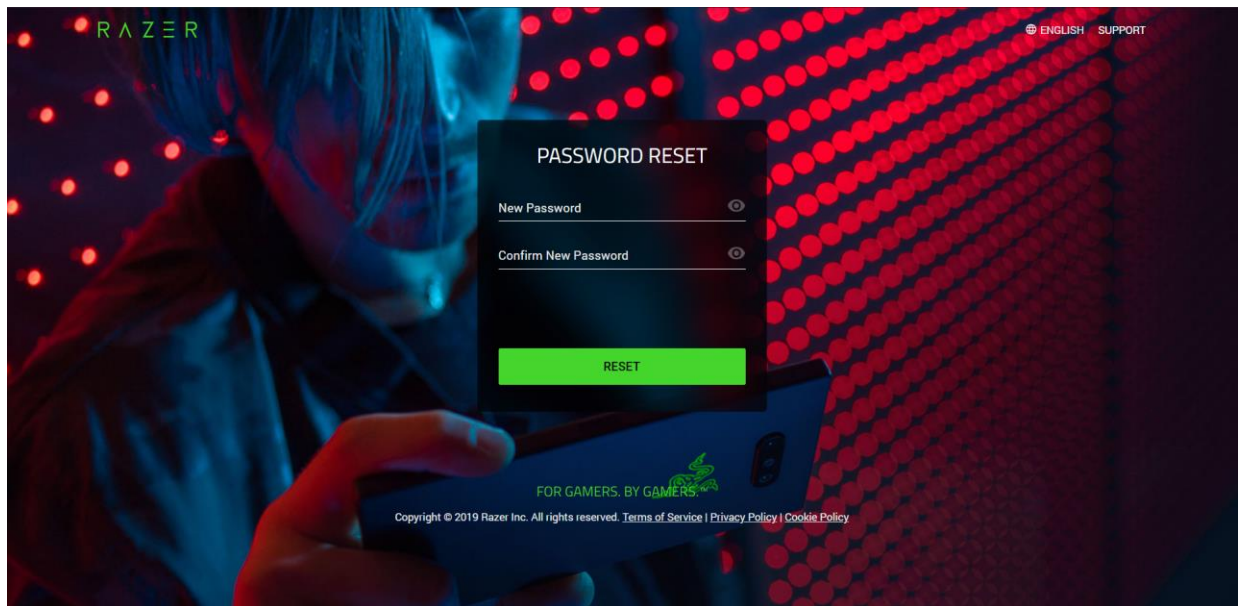 RAZER
ENGLISH SUPPORT
PASSWORD RESET
New Password
Confirm New Password
RESET
FOR GAMERS. BY GAMERS.
Copyright © 2019 Razer Inc. All rights reserved. Terms of Service | Privacy Policy | Cookie Policy